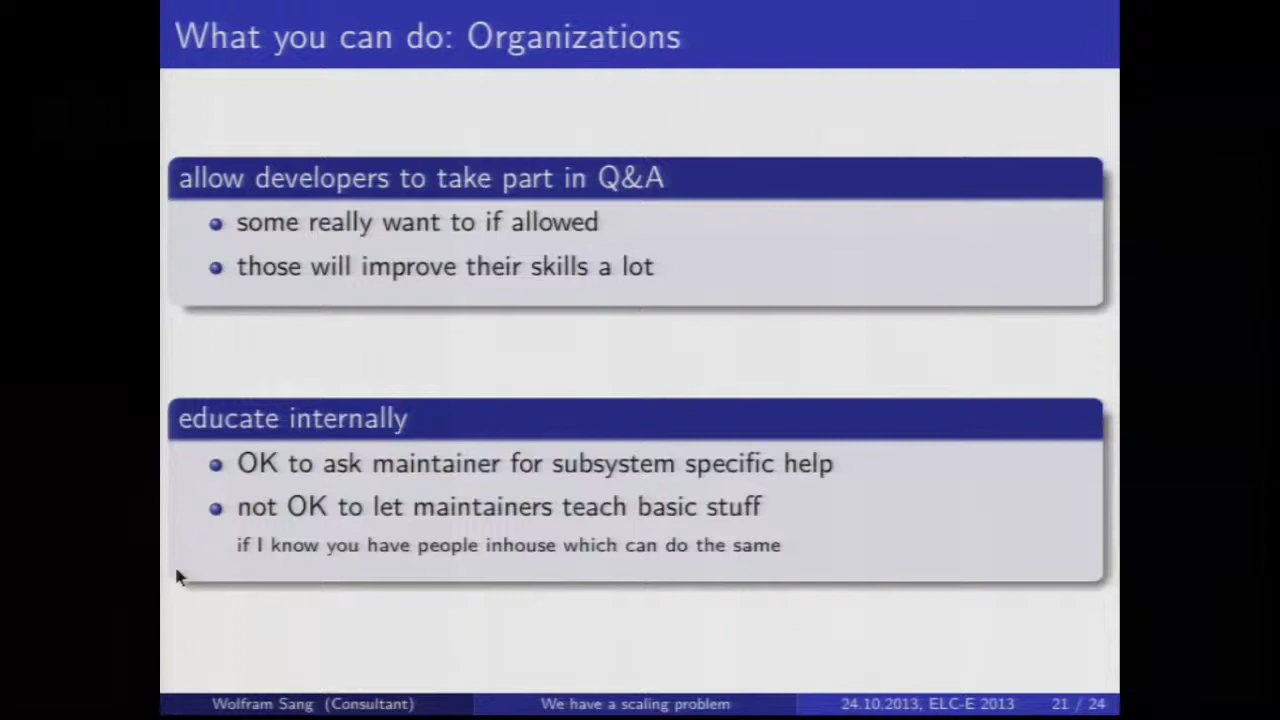 What you can do: Organizations
allow developers to take part in Q&A
some really want to if allowed
those will improve their skills a lot
educate internally
OK to ask maintainer for subsystem specific help
not OK to let maintainers teach basic stuff
if I know you have people inhouse which can do the same
Wolfram Sang (Consultant) We have a scaling problem 24.10.2013, ELC-E 2013 21 / 24